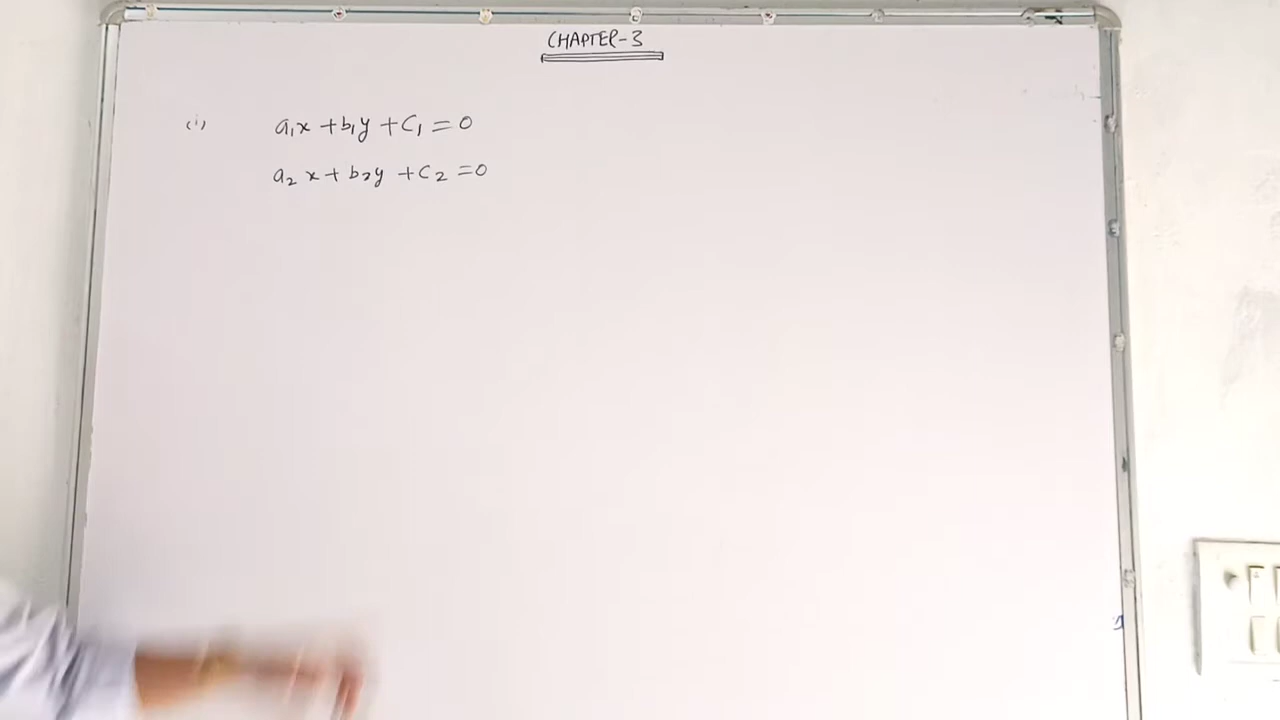 CHAPTER-3
(i) a₁x + b₁y + C₁ = 0
a₂x + b₂y + C₂ = 0